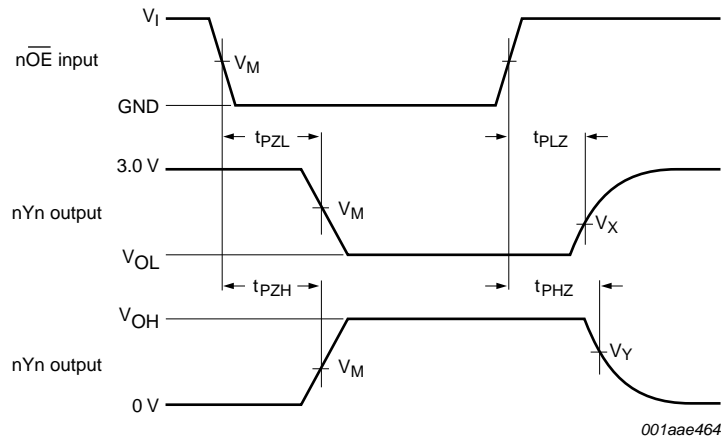 V_I
nO̅E̅ input
V_M
GND
t_PZL
t_PLZ
3.0 V
nYn output
V_M
V_X
V_OL
t_PZH
t_PHZ
V_OH
nYn output
V_M
V_Y
0 V
001aae464